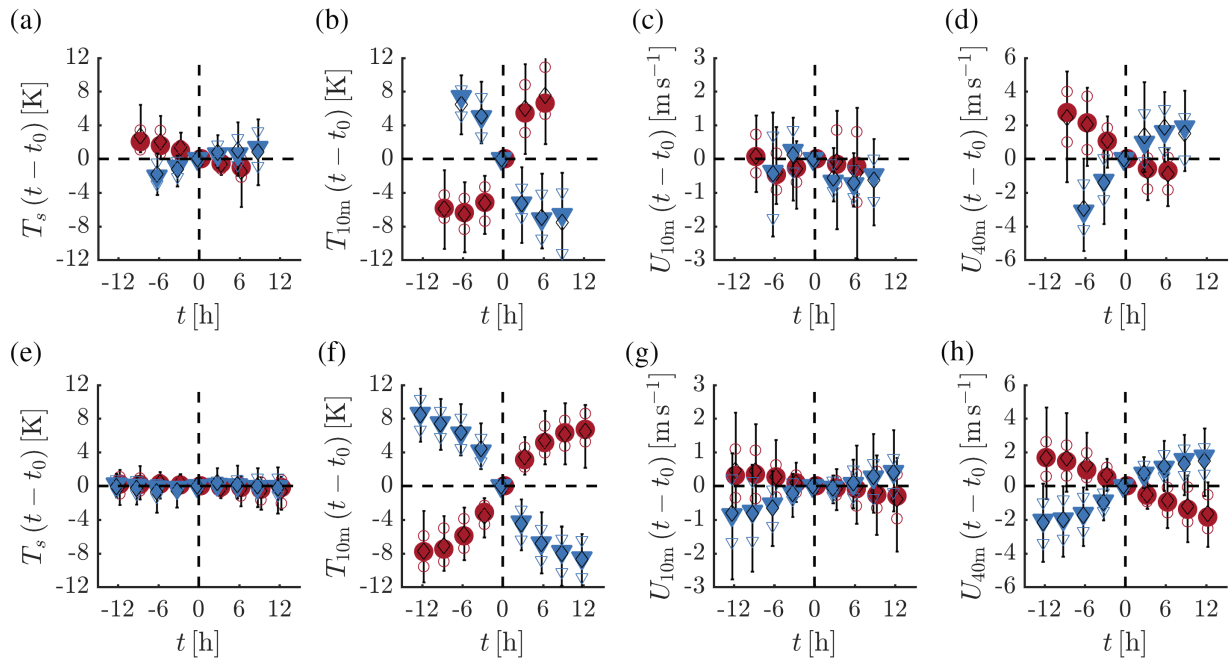 (a) (b) (c) (d)
T_s (t − t_0) [K]
12
8
4
0
-4
-8
-12
-12 -6 0 6 12
t [h]
T_10m (t − t_0) [K]
12
8
4
0
-4
-8
-12
-12 -6 0 6 12
t [h]
U_10m (t − t_0) [m s^−1]
3
2
1
0
-1
-2
-3
-12 -6 0 6 12
t [h]
U_40m (t − t_0) [m s^−1]
6
4
2
0
-2
-4
-6
-12 -6 0 6 12
t [h]
(e) (f) (g) (h)
T_s (t − t_0) [K]
12
8
4
0
-4
-8
-12
-12 -6 0 6 12
t [h]
T_10m (t − t_0) [K]
12
8
4
0
-4
-8
-12
-12 -6 0 6 12
t [h]
U_10m (t − t_0) [m s^−1]
3
2
1
0
-1
-2
-3
-12 -6 0 6 12
t [h]
U_40m (t − t_0) [m s^−1]
6
4
2
0
-2
-4
-6
-12 -6 0 6 12
t [h]